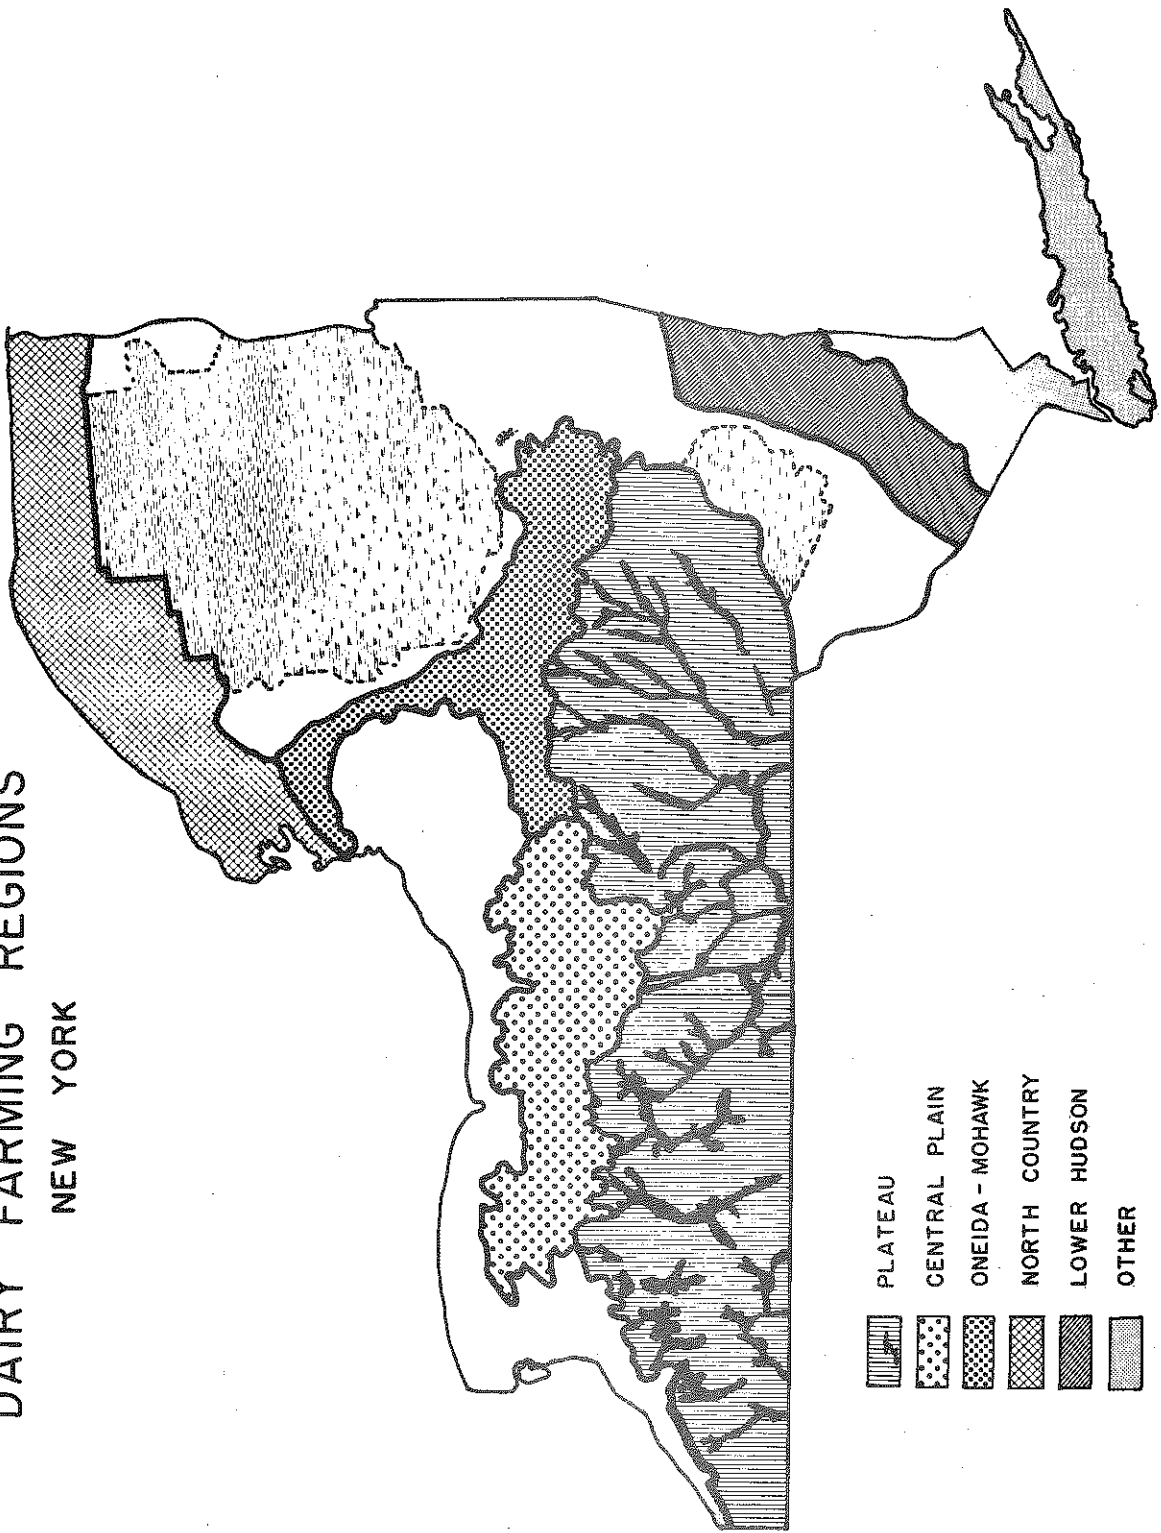 DAIRY FARMING REGIONS
NEW YORK
PLATEAU
CENTRAL PLAIN
ONEIDA - MOHAWK
NORTH COUNTRY
LOWER HUDSON
OTHER